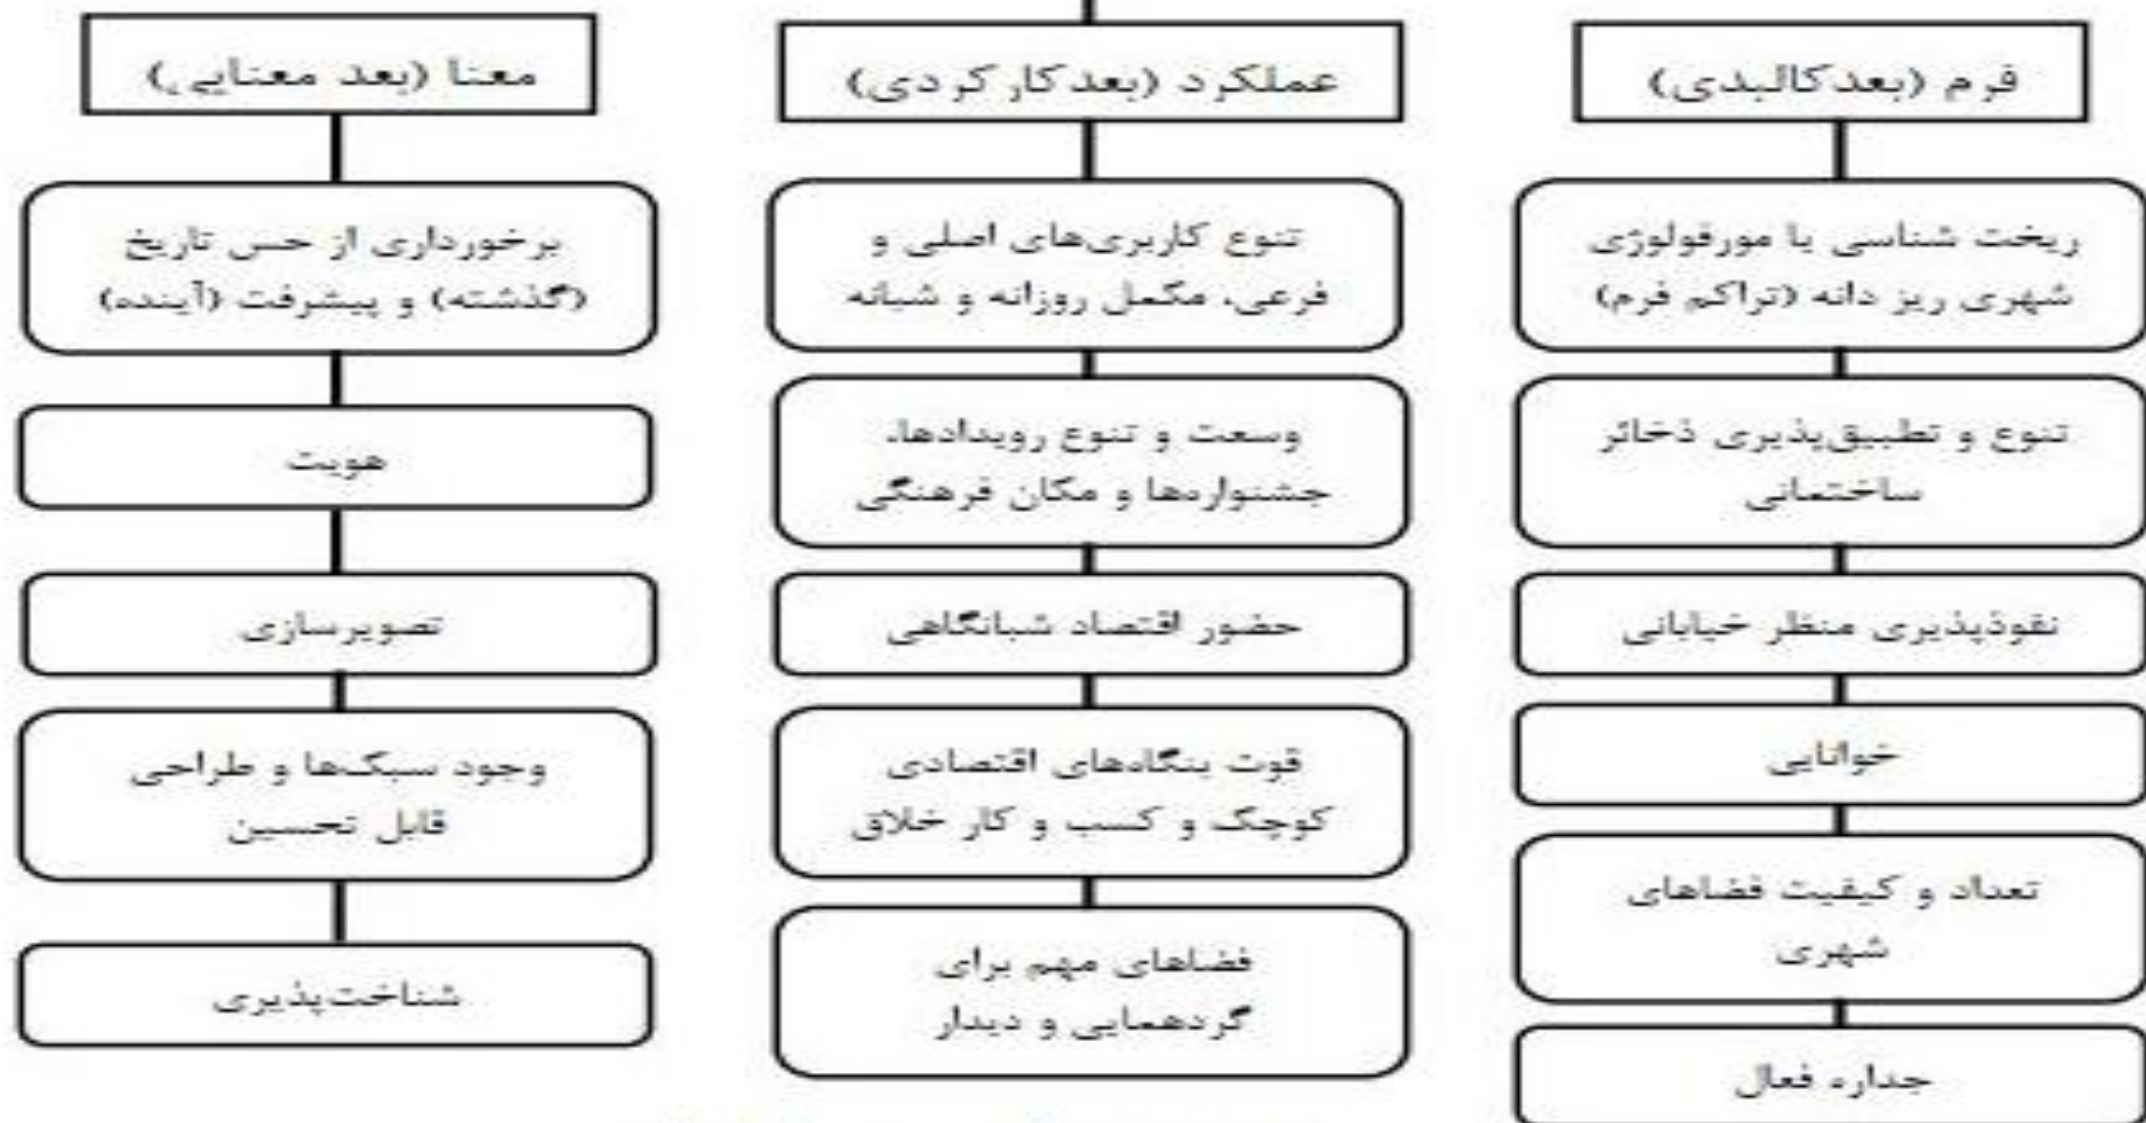 فرم (بعدکالبدی)
ریخت شناسی یا مورفولوژی
شهری ریز دانه (تراکم فرم)
تنوع و تطبیق‌پذیری ذخائر
ساختمانی
نفوذپذیری منظر خیابانی
خوانایی
تعداد و کیفیت فضاهای
شهری
جداره فعال
عملکرد (بعدکارکردی)
تنوع کاربری‌های اصلی و
فرعی، مکمل روزانه و شبانه
وسعت و تنوع رویدادها،
جشنواره‌ها و مکان فرهنگی
حضور اقتصاد شبانگاهی
قوت بنگاه‌های اقتصادی
کوچک و کسب و کار خلاق
فضاهای مهم برای
گردهمایی و دیدار
معنا (بعد معنایی)
برخورداری از حس تاریخ
(گذشته) و پیشرفت (آینده)
هویت
تصویرسازی
وجود سبک‌ها و طراحی
قابل تحسین
شناخت‌پذیری